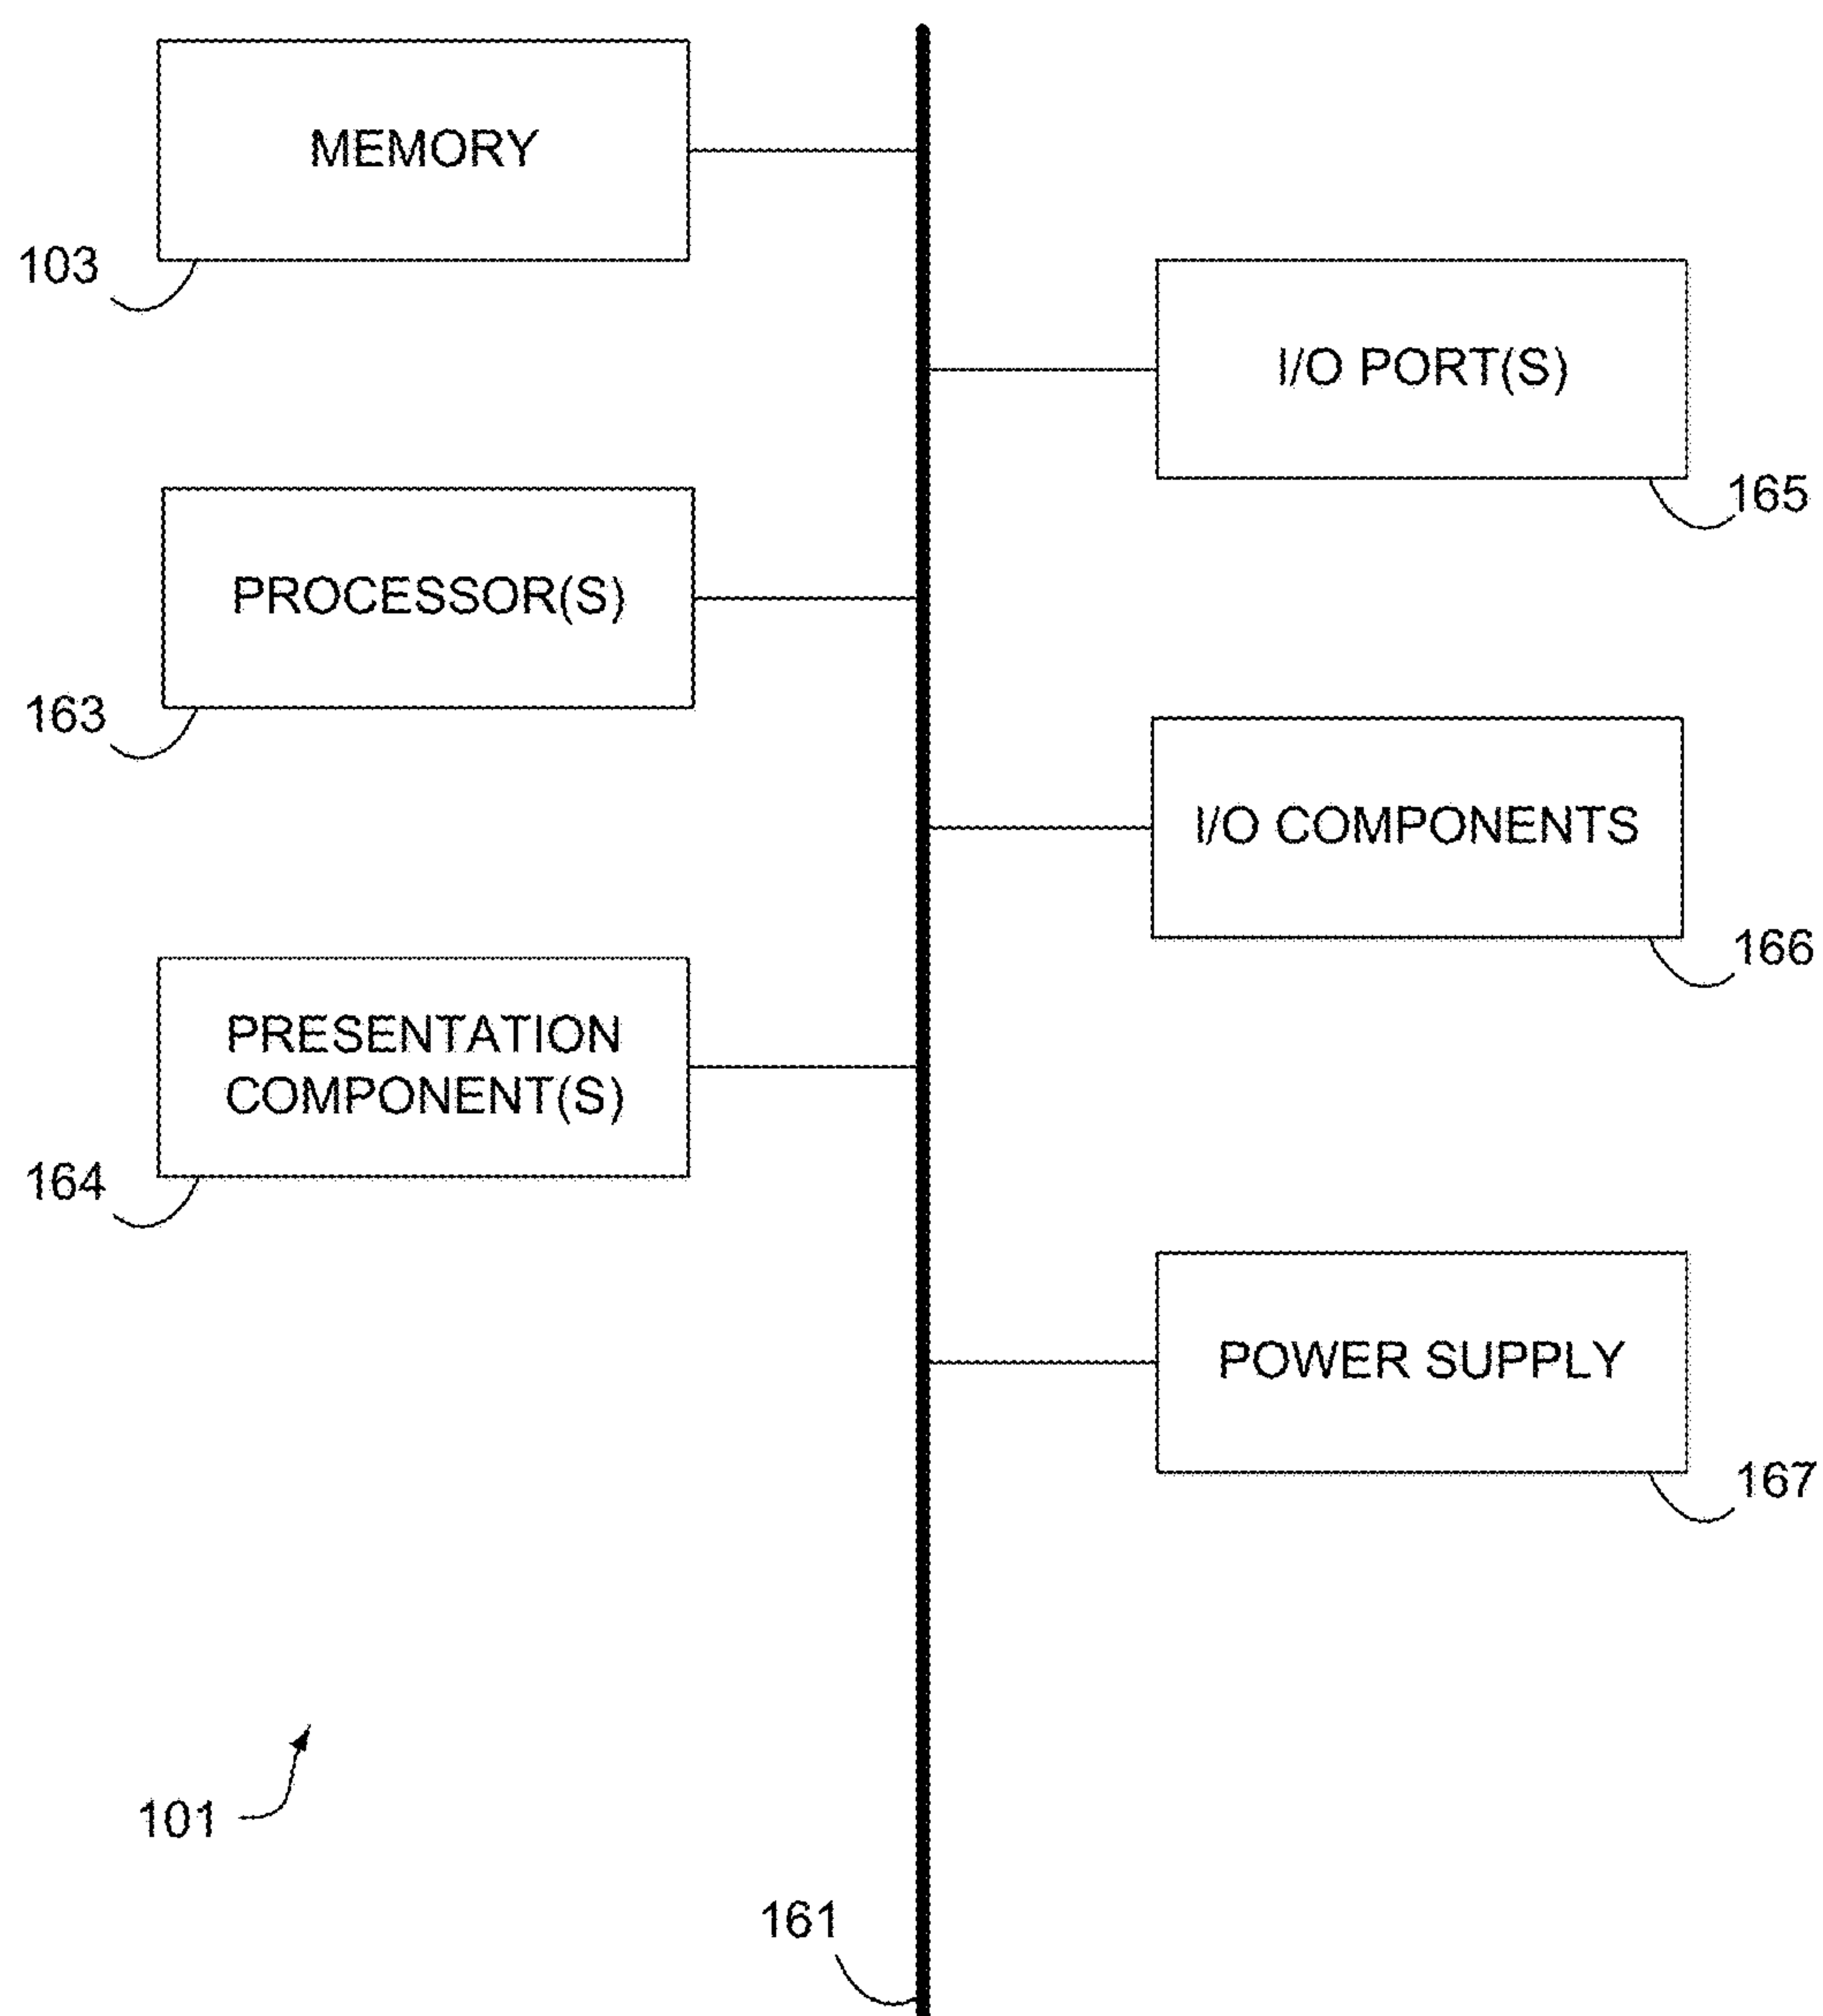 MEMORY
103
I/O PORT(S)
165
PROCESSOR(S)
163
I/O COMPONENTS
166
PRESENTATION
COMPONENT(S)
164
POWER SUPPLY
167
101
161